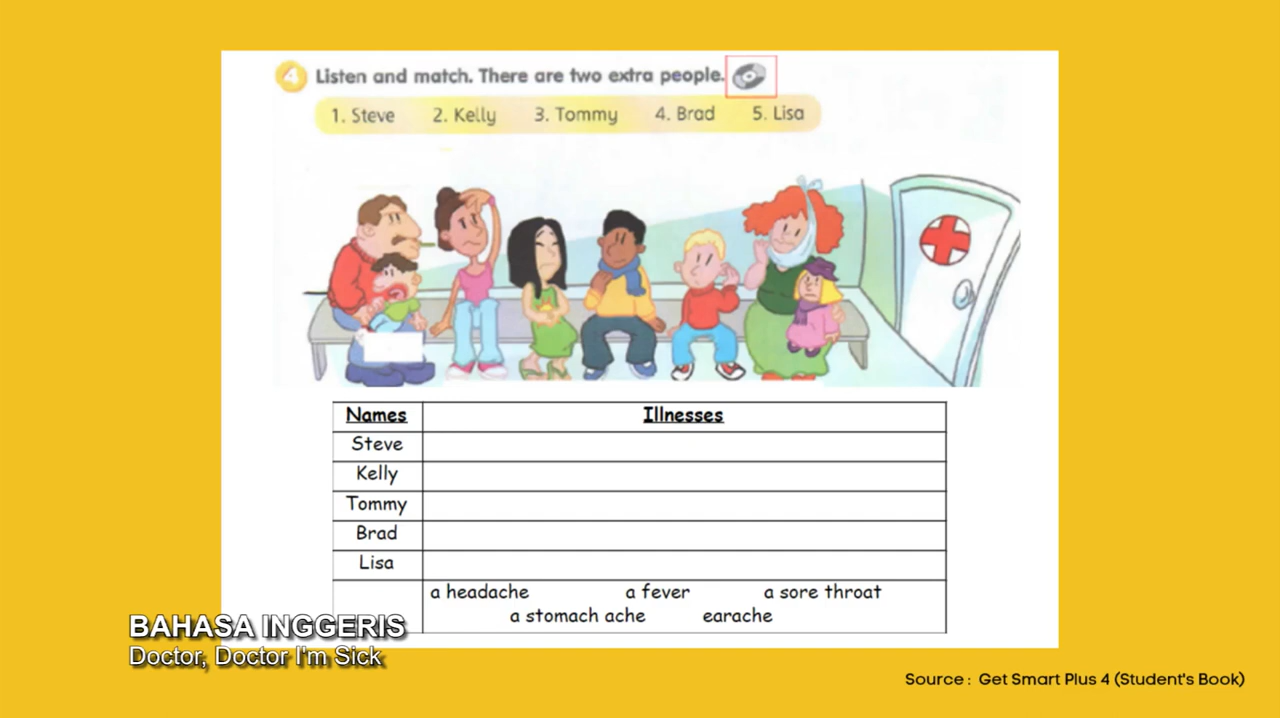 4 Listen and match. There are two extra people.
1. Steve 2. Kelly 3. Tommy 4. Brad 5. Lisa
Names Illnesses
Steve
Kelly
Tommy
Brad
Lisa
a headache a fever a sore throat
a stomach ache earache
BAHASA INGGERIS
Doctor, Doctor I'm Sick
Source : Get Smart Plus 4 (Student's Book)